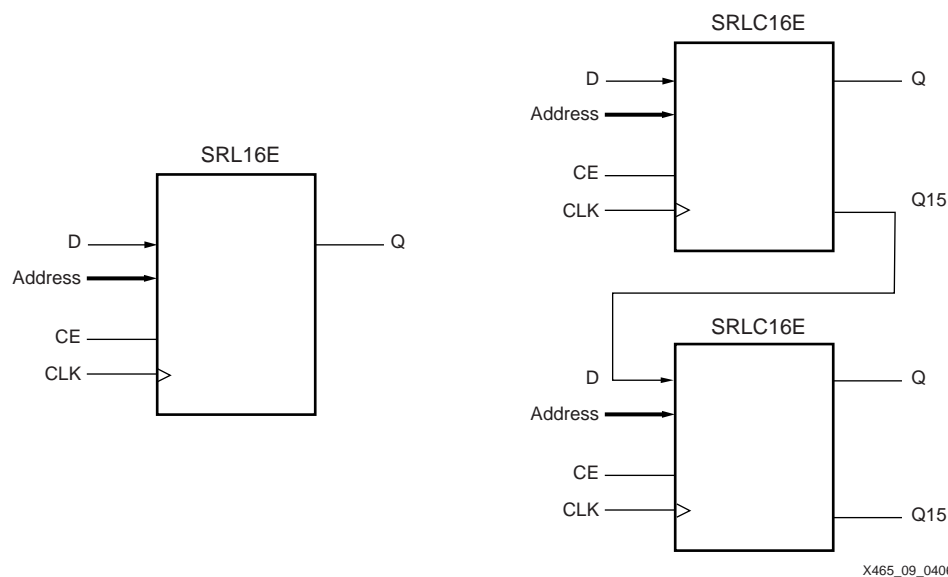 SRL16E
D
Address
CE
CLK
Q
SRLC16E
D
Address
CE
CLK
Q
Q15
SRLC16E
D
Address
CE
CLK
Q
Q15